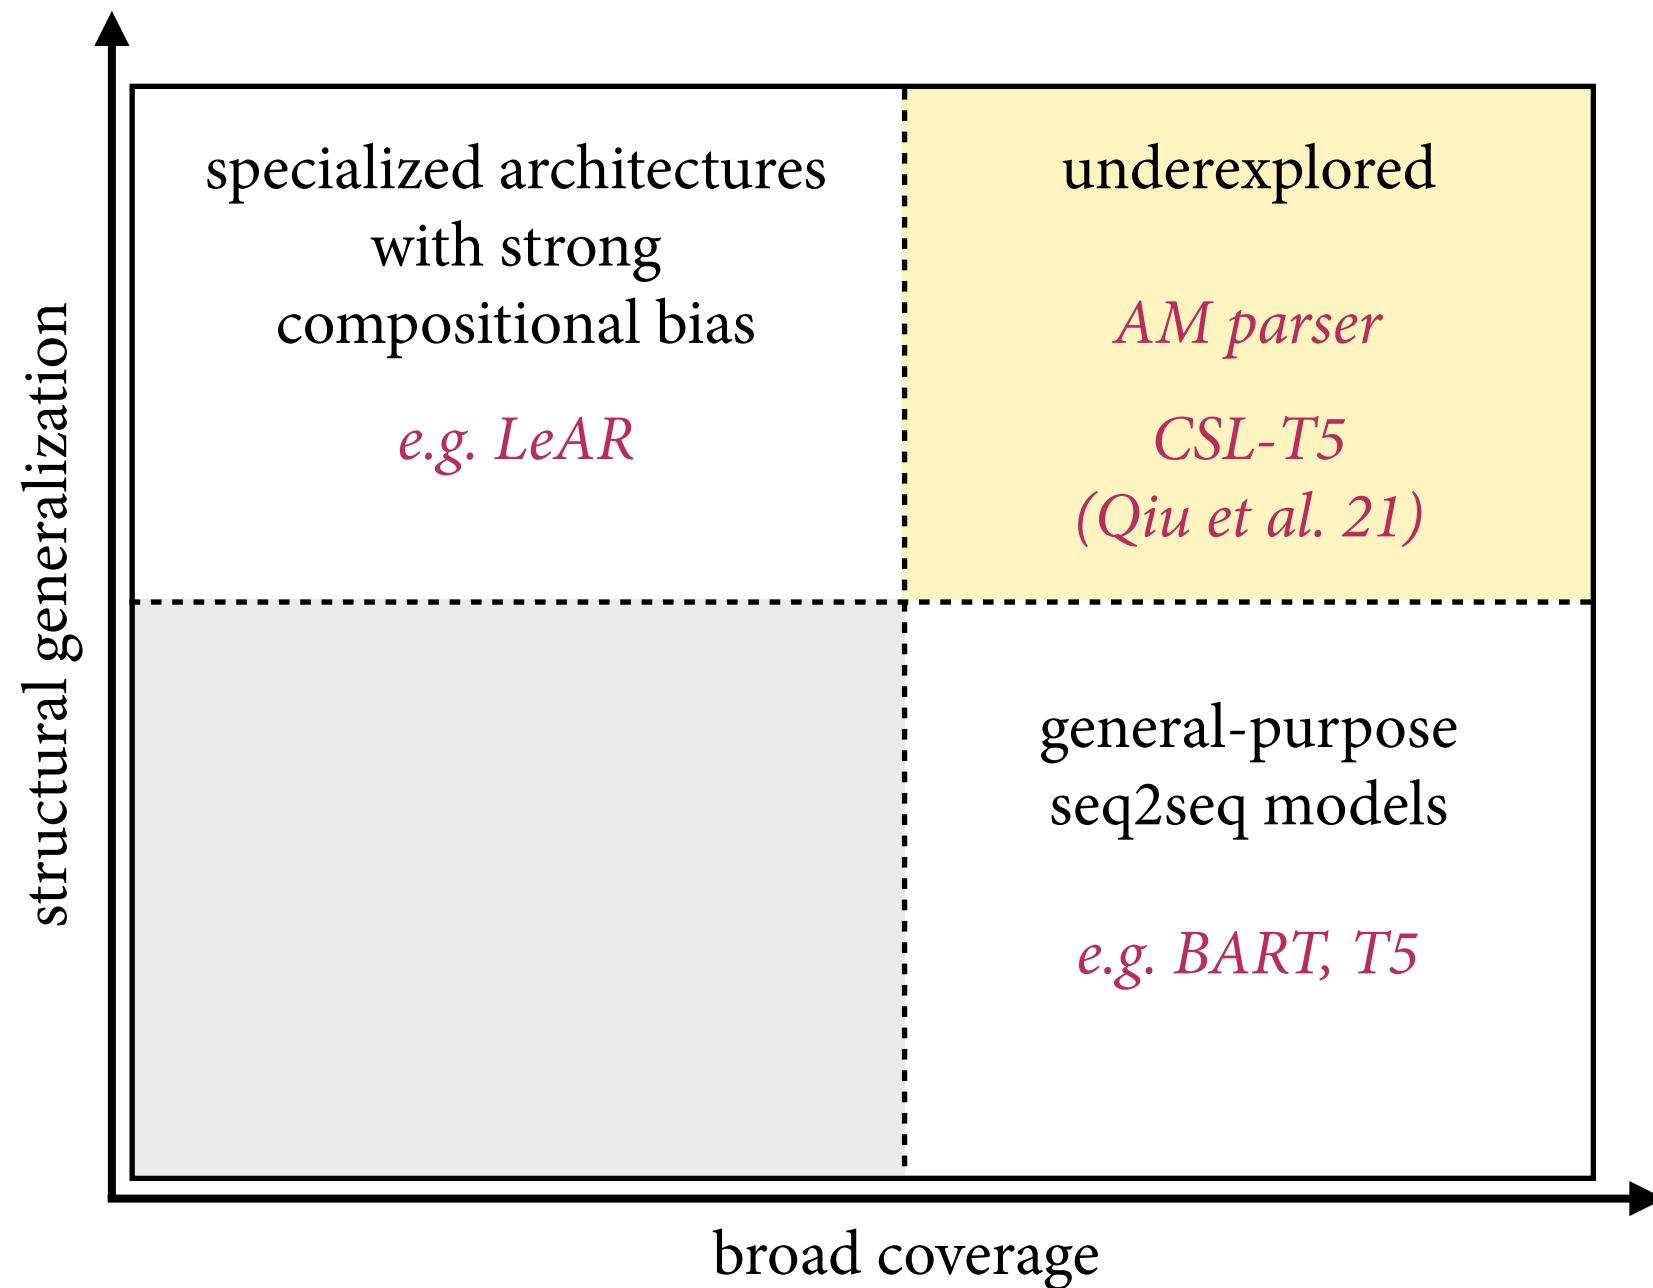 structural generalization
specialized architectures
with strong
compositional bias
e.g. LeAR
underexplored
AM parser
CSL-T5
(Qiu et al. 21)
general-purpose
seq2seq models
e.g. BART, T5
broad coverage